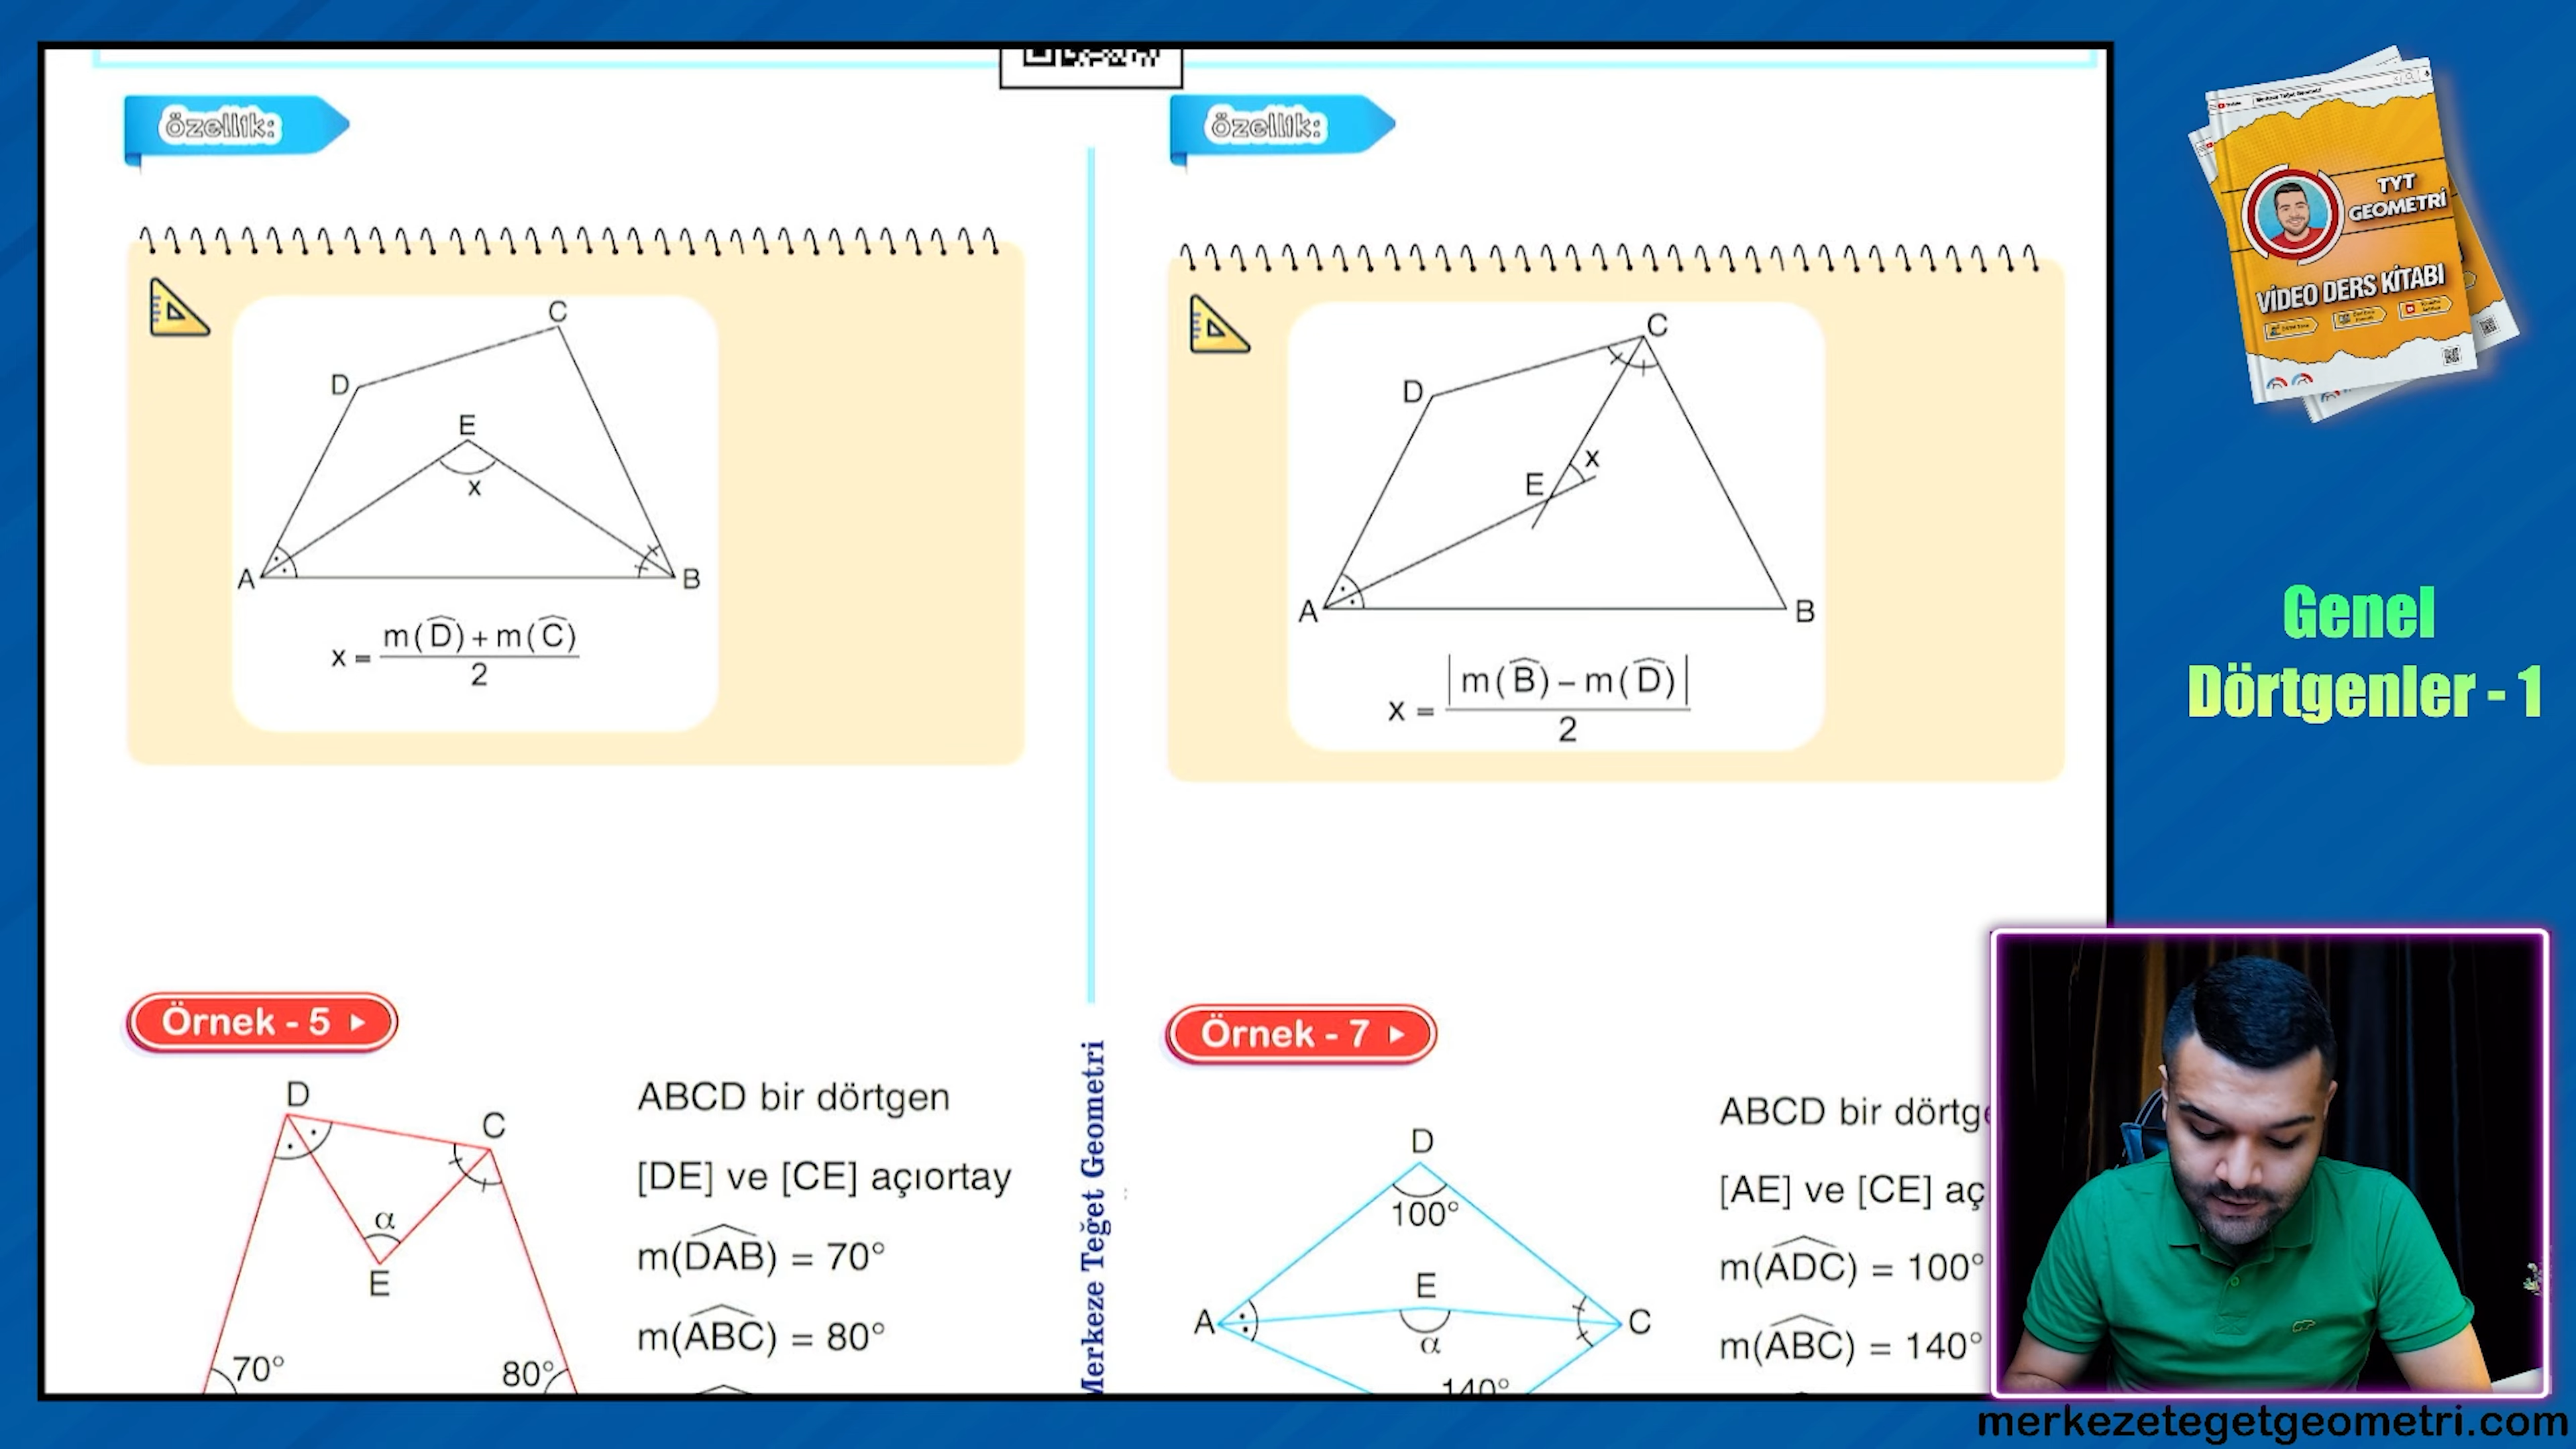 özellik:
C
D
E
x
A
B
x = m(D) + m(C) / 2
özellik:
C
D
x
E
A
B
x = |m(B) – m(D)| / 2
Örnek - 5
D
C
α
E
70°
80°
ABCD bir dörtgen
[DE] ve [CE] açıortay
m(DAB) = 70°
m(ABC) = 80°
Merkeze Teğet Geometri
Örnek - 7
D
100°
E
A
C
α
140°
ABCD bir dörtge
[AE] ve [CE] aç
m(ADC) = 100°
m(ABC) = 140°
TYT
GEOMETRİ
VİDEO DERS KİTABI
Genel
Dörtgenler - 1
merkezetegetgeometri.com